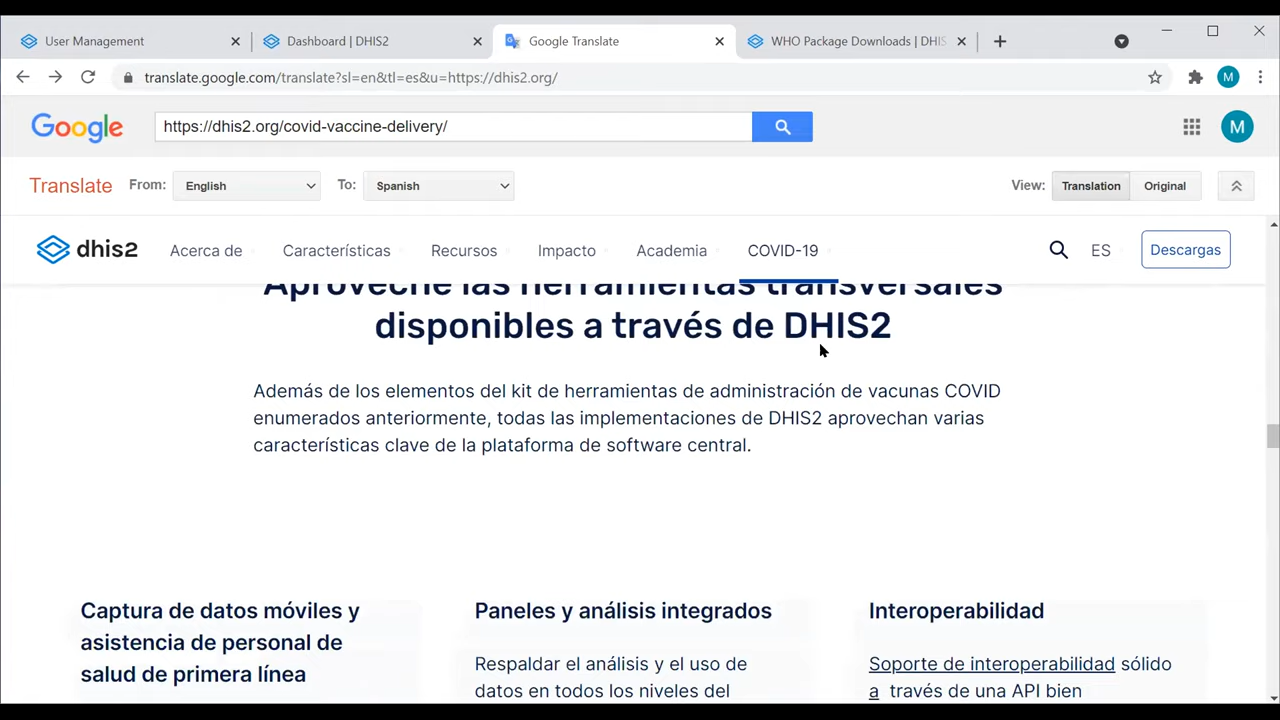 User Management
Dashboard | DHIS2
Google Translate
WHO Package Downloads | DHIS
translate.google.com/translate?sl=en&tl=es&u=https://dhis2.org/
M
Google
https://dhis2.org/covid-vaccine-delivery/
M
Translate
From:
English
To:
Spanish
View:
Translation
Original
dhis2
Acerca de
Características
Recursos
Impacto
Academia
COVID-19
ES
Descargas
Aproveche las herramientas transversales
disponibles a través de DHIS2
Además de los elementos del kit de herramientas de administración de vacunas COVID
enumerados anteriormente, todas las implementaciones de DHIS2 aprovechan varias
características clave de la plataforma de software central.
Captura de datos móviles y
asistencia de personal de
salud de primera línea
Paneles y análisis integrados
Respaldar el análisis y el uso de
datos en todos los niveles del
Interoperabilidad
Soporte de interoperabilidad sólido
a través de una API bien